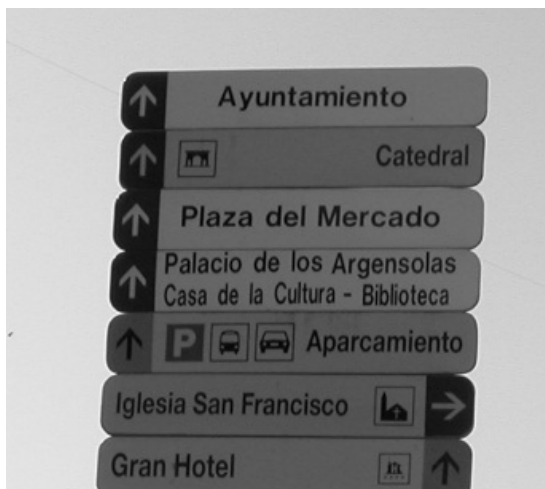 Ayuntamiento
Catedral
Plaza del Mercado
Palacio de los Argensolas
Casa de la Cultura - Biblioteca
P Aparcamiento
Iglesia San Francisco
Gran Hotel